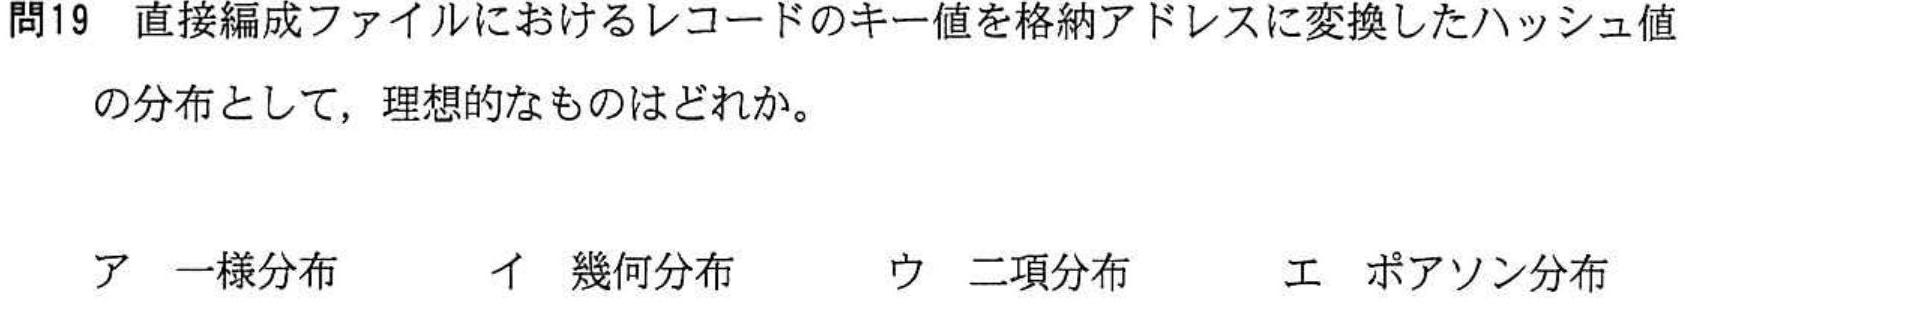 問19　直接編成ファイルにおけるレコードのキー値を格納アドレスに変換したハッシュ値
の分布として，理想的なものはどれか。
ア　一様分布　　　イ　幾何分布　　　ウ　二項分布　　　エ　ポアソン分布